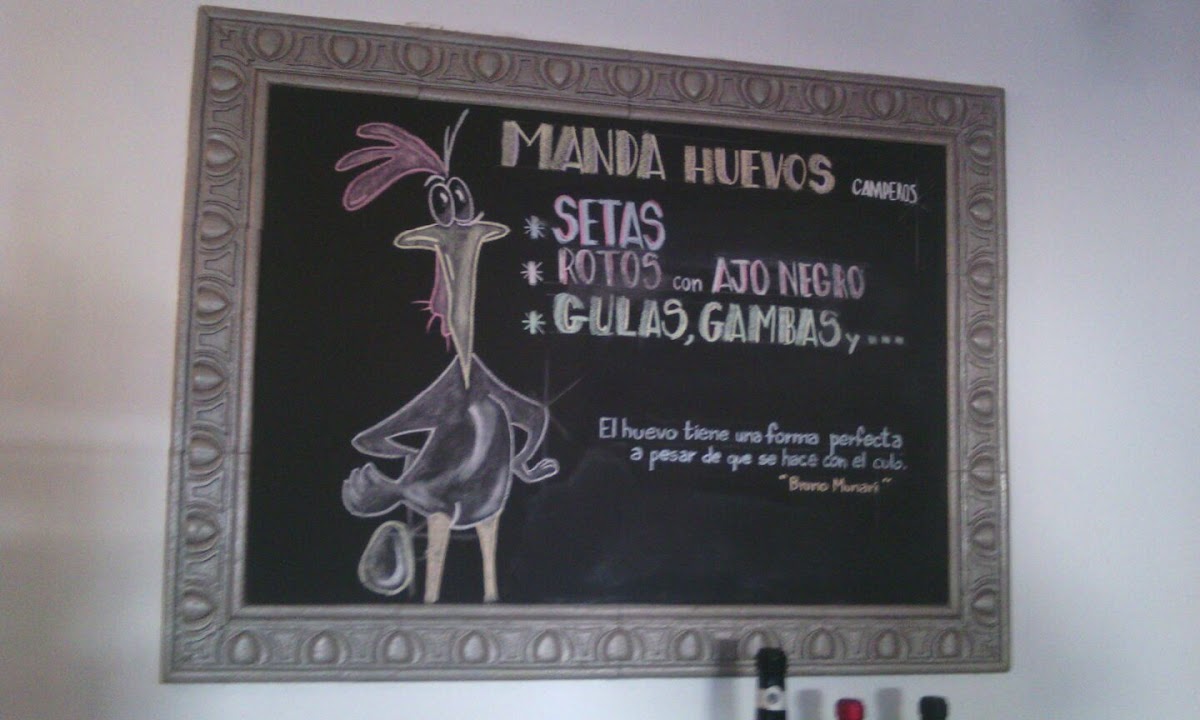 MANDA HUEVOS CAMPEROS
* SETAS
* ROTOS con AJO NEGRO
* GULAS, GAMBAS y ...
El huevo tiene una forma perfecta
a pesar de que se hace con el culo.
"Bruno Munari"